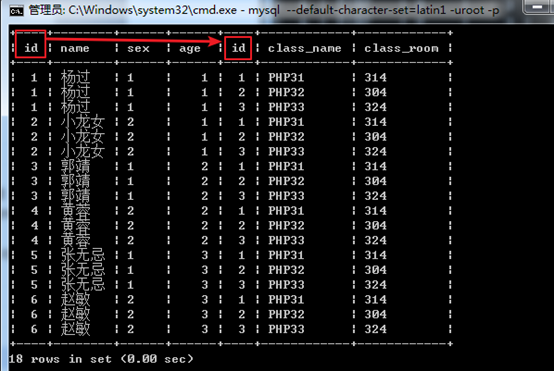 管理员: C:\Windows\system32\cmd.exe - mysql --default-character-set=latin1 -uroot -p
| id | name | sex | age | id | class_name | class_room |
| 1 | 杨过 | 1 | 1 | 1 | PHP31 | 314 |
| 1 | 杨过 | 1 | 1 | 2 | PHP32 | 304 |
| 1 | 杨过 | 1 | 1 | 3 | PHP33 | 324 |
| 2 | 小龙女 | 2 | 1 | 1 | PHP31 | 314 |
| 2 | 小龙女 | 2 | 1 | 2 | PHP32 | 304 |
| 2 | 小龙女 | 2 | 1 | 3 | PHP33 | 324 |
| 3 | 郭靖 | 1 | 2 | 1 | PHP31 | 314 |
| 3 | 郭靖 | 1 | 2 | 2 | PHP32 | 304 |
| 3 | 郭靖 | 1 | 2 | 3 | PHP33 | 324 |
| 4 | 黄蓉 | 2 | 2 | 1 | PHP31 | 314 |
| 4 | 黄蓉 | 2 | 2 | 2 | PHP32 | 304 |
| 4 | 黄蓉 | 2 | 2 | 3 | PHP33 | 324 |
| 5 | 张无忌 | 1 | 3 | 1 | PHP31 | 314 |
| 5 | 张无忌 | 1 | 3 | 2 | PHP32 | 304 |
| 5 | 张无忌 | 1 | 3 | 3 | PHP33 | 324 |
| 6 | 赵敏 | 2 | 3 | 1 | PHP31 | 314 |
| 6 | 赵敏 | 2 | 3 | 2 | PHP32 | 304 |
| 6 | 赵敏 | 2 | 3 | 3 | PHP33 | 324 |
18 rows in set (0.00 sec)